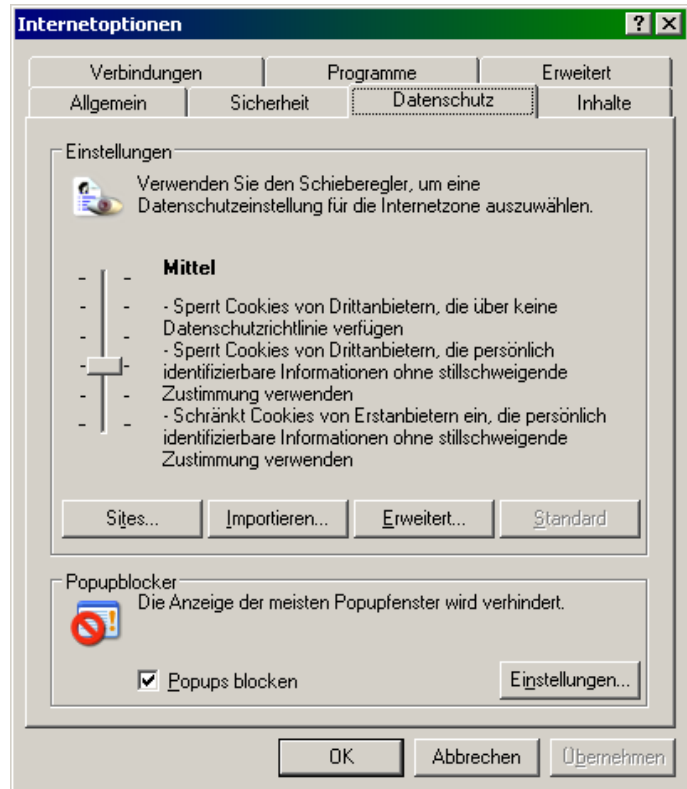 Internetoptionen
Verbindungen Programme Erweitert
Allgemein Sicherheit Datenschutz Inhalte
Einstellungen
Verwenden Sie den Schieberegler, um eine
Datenschutzeinstellung für die Internetzone auszuwählen.
Mittel
- Sperrt Cookies von Drittanbietern, die über keine
Datenschutzrichtlinie verfügen
- Sperrt Cookies von Drittanbietern, die persönlich
identifizierbare Informationen ohne stillschweigende
Zustimmung verwenden
- Schränkt Cookies von Erstanbietern ein, die persönlich
identifizierbare Informationen ohne stillschweigende
Zustimmung verwenden
Sites... Importieren... Erweitert... Standard
Popupblocker
Die Anzeige der meisten Popupfenster wird verhindert.
Popups blocken Einstellungen...
OK Abbrechen Übernehmen